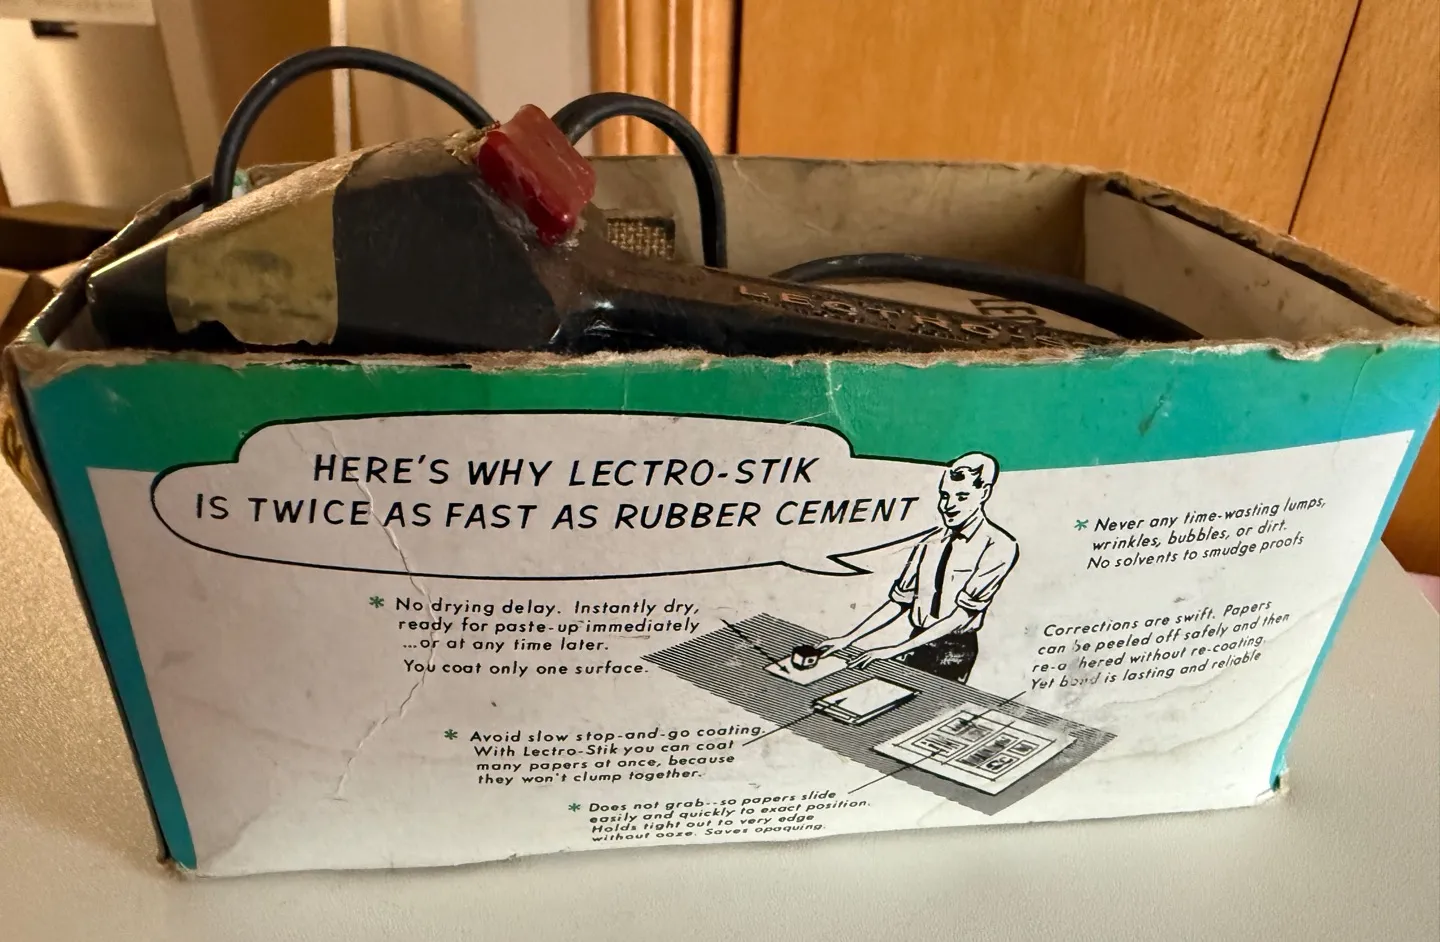 LECTRO
HERE'S WHY LECTRO-STIK
IS TWICE AS FAST AS RUBBER CEMENT
* Never any time-wasting lumps,
wrinkles, bubbles, or dirt.
No solvents to smudge proofs
* No drying delay. Instantly dry,
ready for paste-up immediately
...or at any time later.
You coat only one surface.
Corrections are swift. Papers
can be peeled off safely and then
re-a hered without re-coating.
Yet bond is lasting and reliable
* Avoid slow stop-and-go coating.
With Lectro-Stik you can coat
many papers at once, because
they won't clump together.
* Does not grab--so papers slide
easily and quickly to exact position.
Holds tight out to very edge
without ooze. Saves opaquing.